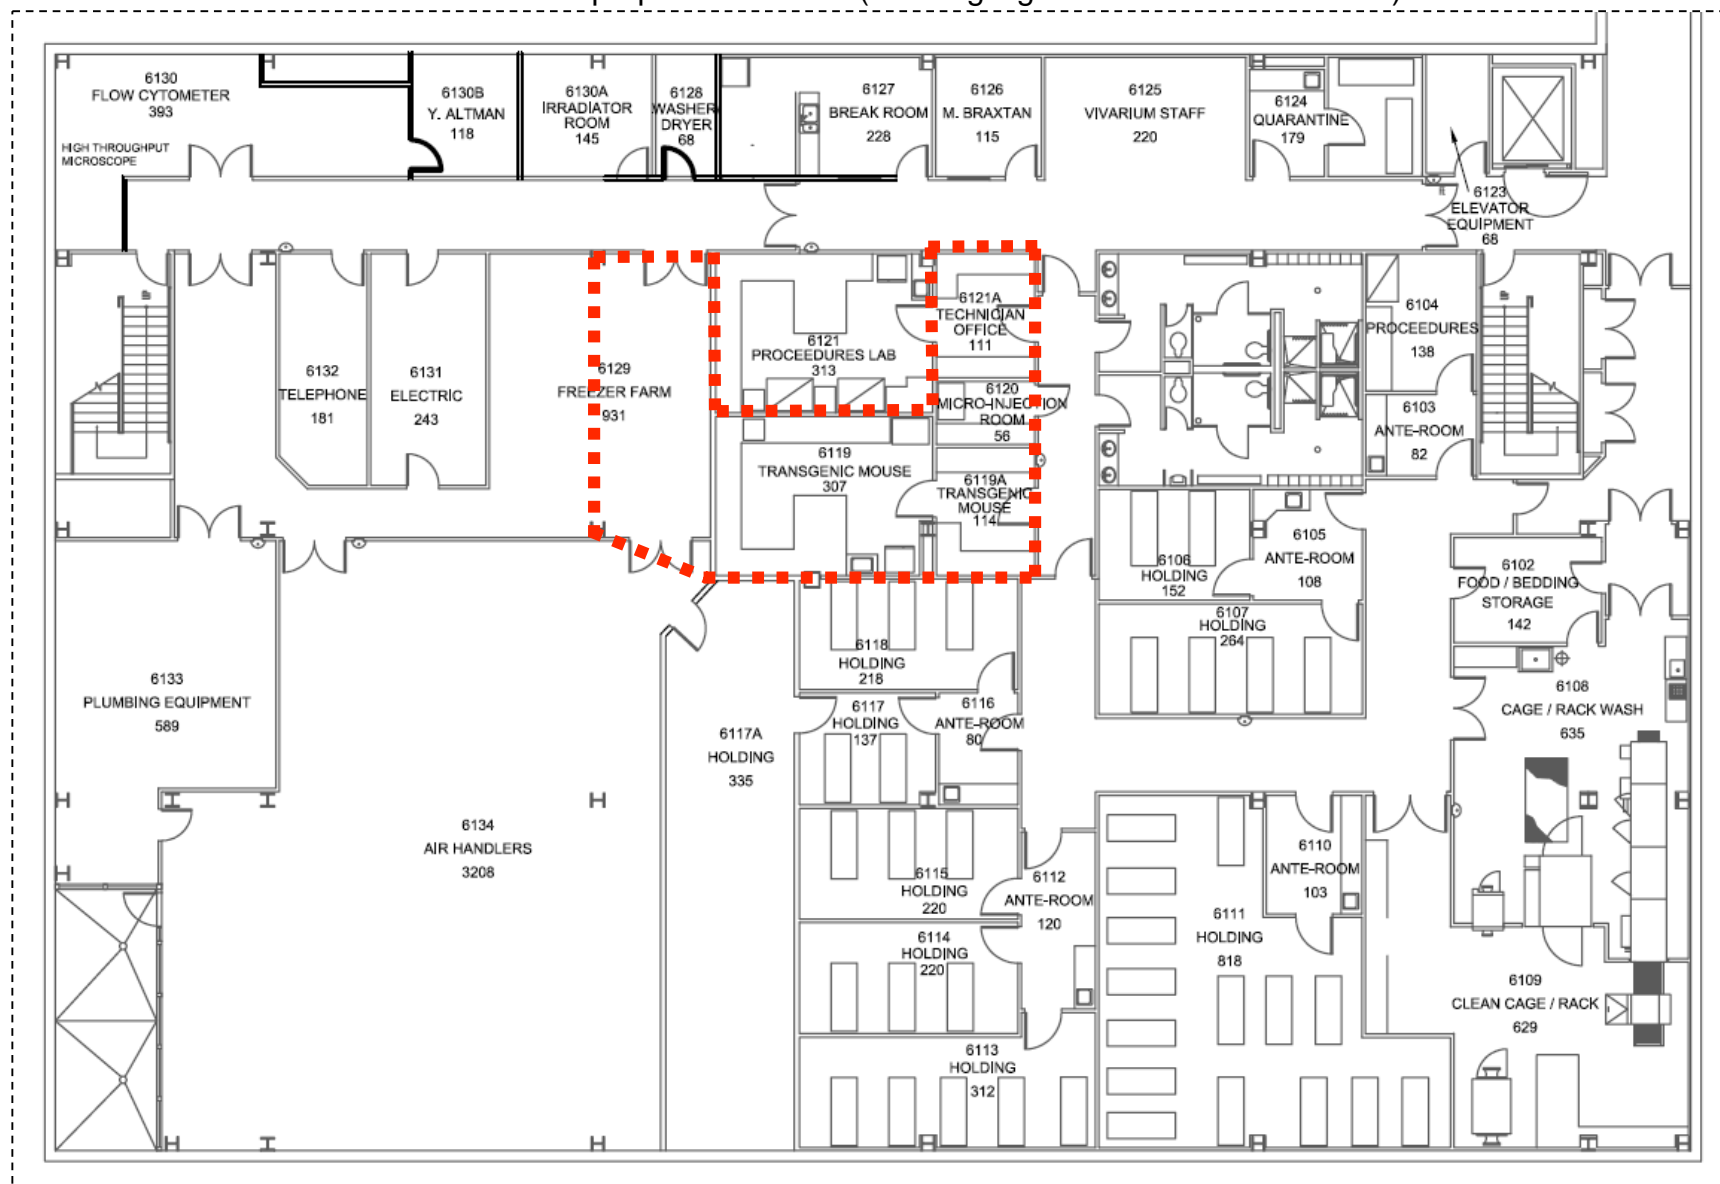 6130
FLOW CYTOMETER
393
HIGH THROUGHPUT
MICROSCOPE
6130B
Y. ALTMAN
118
6130A
IRRADIATOR
ROOM
145
6128
WASHER
DRYER
68
6127
BREAK ROOM
228
6126
M. BRAXTAN
115
6125
VIVARIUM STAFF
220
6124
QUARANTINE
179
6123
ELEVATOR
EQUIPMENT
68
6132
TELEPHONE
181
6131
ELECTRIC
243
6129
FREEZER FARM
931
6121
PROCEEDURES LAB
313
6121A
TECHNICIAN
OFFICE
111
6120
MICRO-INJECTION
ROOM
56
6119
TRANSGENIC MOUSE
307
6119A
TRANSGENIC
MOUSE
114
6104
PROCEEDURES
138
6103
ANTE-ROOM
82
6106
HOLDING
152
6105
ANTE-ROOM
108
6107
HOLDING
264
6102
FOOD / BEDDING
STORAGE
142
6133
PLUMBING EQUIPMENT
589
6118
HOLDING
218
6117
HOLDING
137
6116
ANTE-ROOM
80
6117A
HOLDING
335
6108
CAGE / RACK WASH
635
6134
AIR HANDLERS
3208
6115
HOLDING
220
6112
ANTE-ROOM
120
6110
ANTE-ROOM
103
6111
HOLDING
818
6114
HOLDING
220
6109
CLEAN CAGE / RACK
629
6113
HOLDING
312